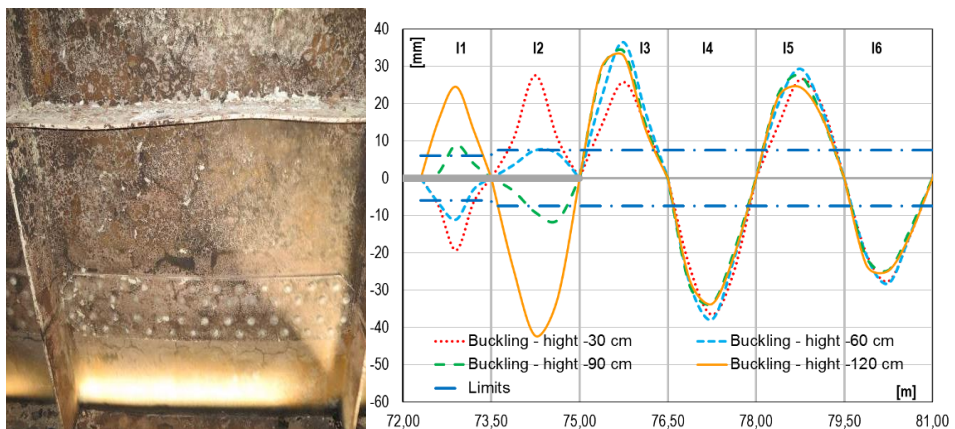 40
30
20
10
0
-10
-20
-30
-40
-50
-60
[mm]
I1 I2 I3 I4 I5 I6
Buckling - hight -30 cm
Buckling - hight -60 cm
Buckling - hight -90 cm
Buckling - hight -120 cm
Limits
[m]
72,00 73,50 75,00 76,50 78,00 79,50 81,00